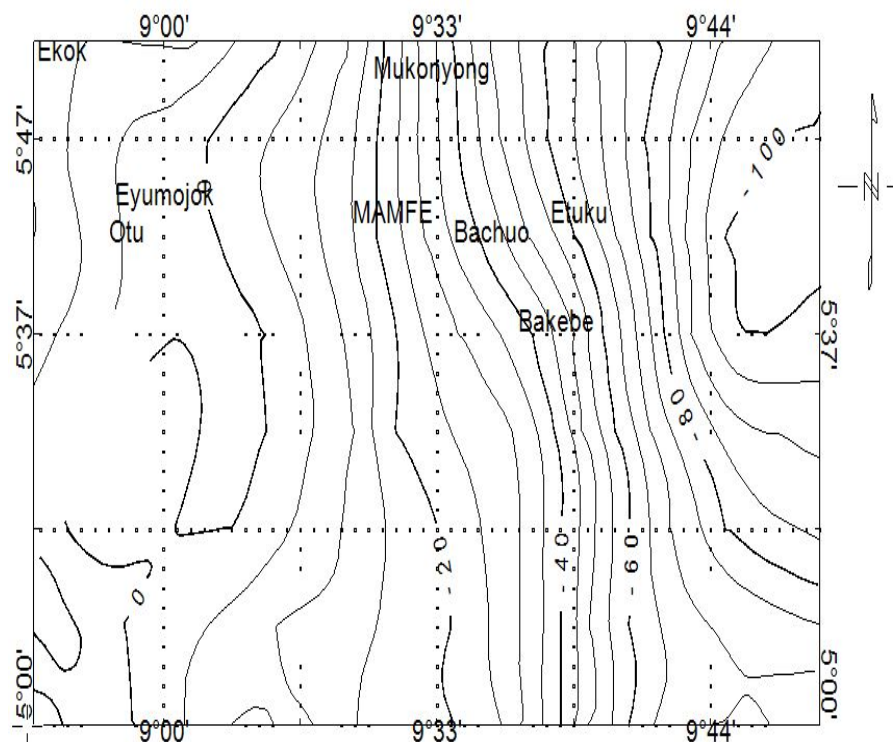 9°00' 9°33' 9°44'
Ekok
Mukonyong
5°47'
-100
N
0
Eyumojok
MAMFE
Etuku
Otu
Bachuo
Bakebe
5°37' 5°37'
-80
-20
-40
-60
0
5°00' 5°00'
9°00' 9°33' 9°44'